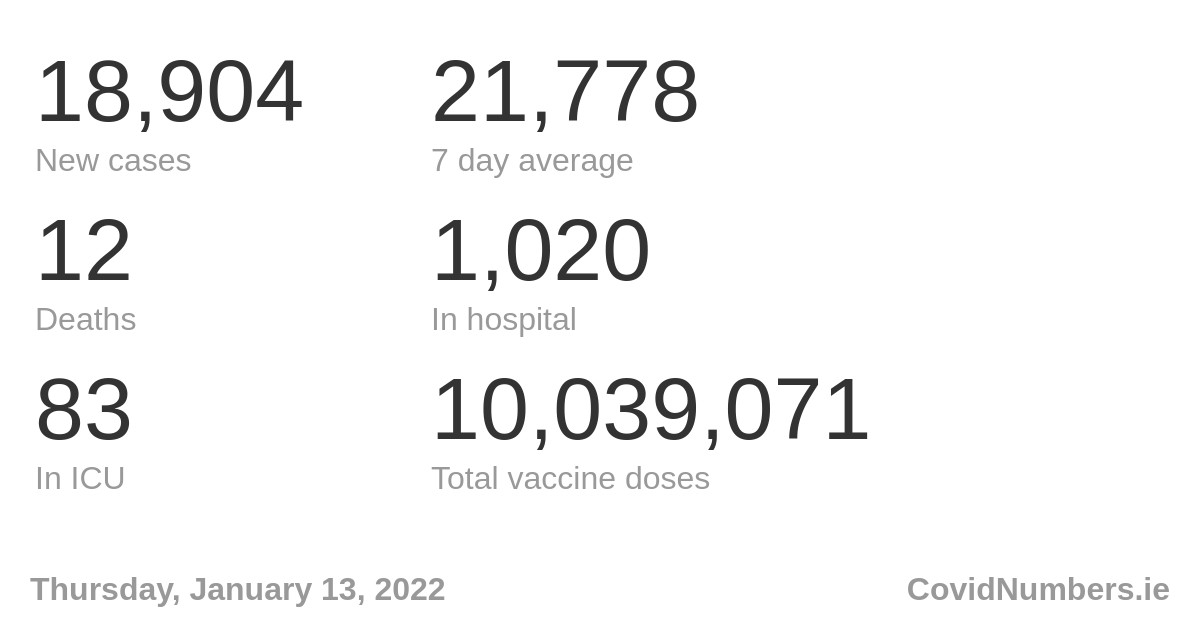 18,904
21,778
New cases
7 day average
12
1,020
Deaths
In hospital
83
10,039,071
In ICU
Total vaccine doses
Thursday, January 13, 2022
CovidNumbers.ie